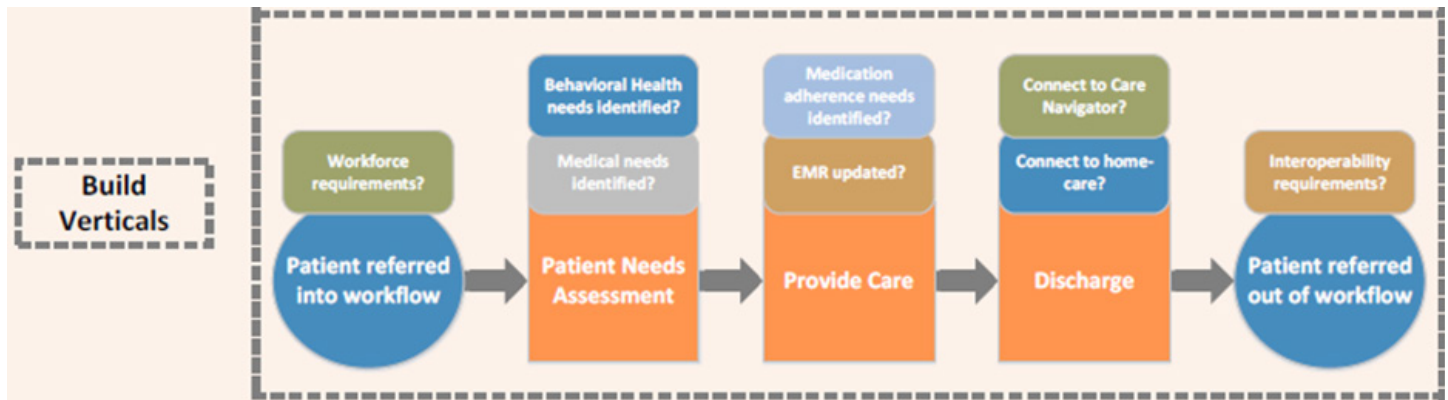 Build
Verticals
Workforce
requirements?
Patient referred
into workflow
Behavioral Health
needs identified?
Medical needs
identified?
Patient Needs
Assessment
Medication
adherence needs
identified?
EMR updated?
Provide Care
Connect to Care
Navigator?
Connect to home-
care?
Discharge
Interoperability
requirements?
Patient referred
out of workflow